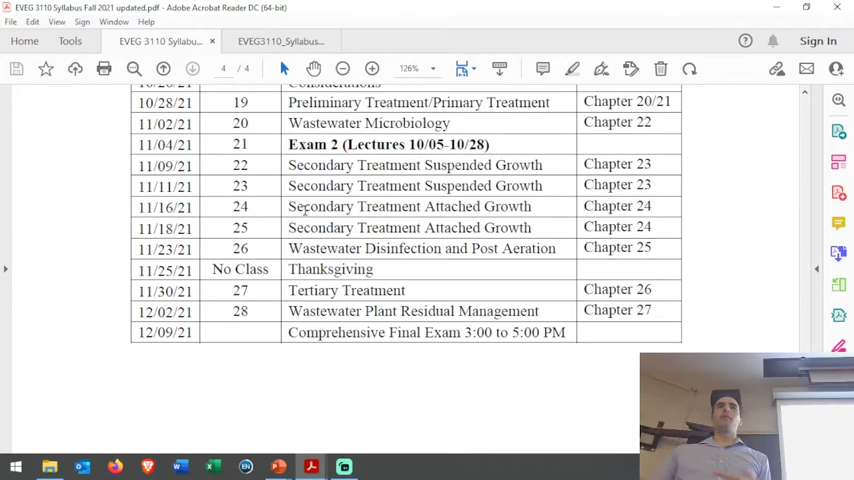 EVEG 3110 Syllabus Fall 2021 updated.pdf - Adobe Acrobat Reader DC (64-bit)
File Edit View Sign Window Help
Home Tools EVEG 3110 Syllabu... × EVEG3110_Syllabus... Sign In
4 / 4 126%
Considerations
10/28/21 19 Preliminary Treatment/Primary Treatment Chapter 20/21
11/02/21 20 Wastewater Microbiology Chapter 22
11/04/21 21 Exam 2 (Lectures 10/05-10/28)
11/09/21 22 Secondary Treatment Suspended Growth Chapter 23
11/11/21 23 Secondary Treatment Suspended Growth Chapter 23
11/16/21 24 Secondary Treatment Attached Growth Chapter 24
11/18/21 25 Secondary Treatment Attached Growth Chapter 24
11/23/21 26 Wastewater Disinfection and Post Aeration Chapter 25
11/25/21 No Class Thanksgiving
11/30/21 27 Tertiary Treatment Chapter 26
12/02/21 28 Wastewater Plant Residual Management Chapter 27
12/09/21 Comprehensive Final Exam 3:00 to 5:00 PM